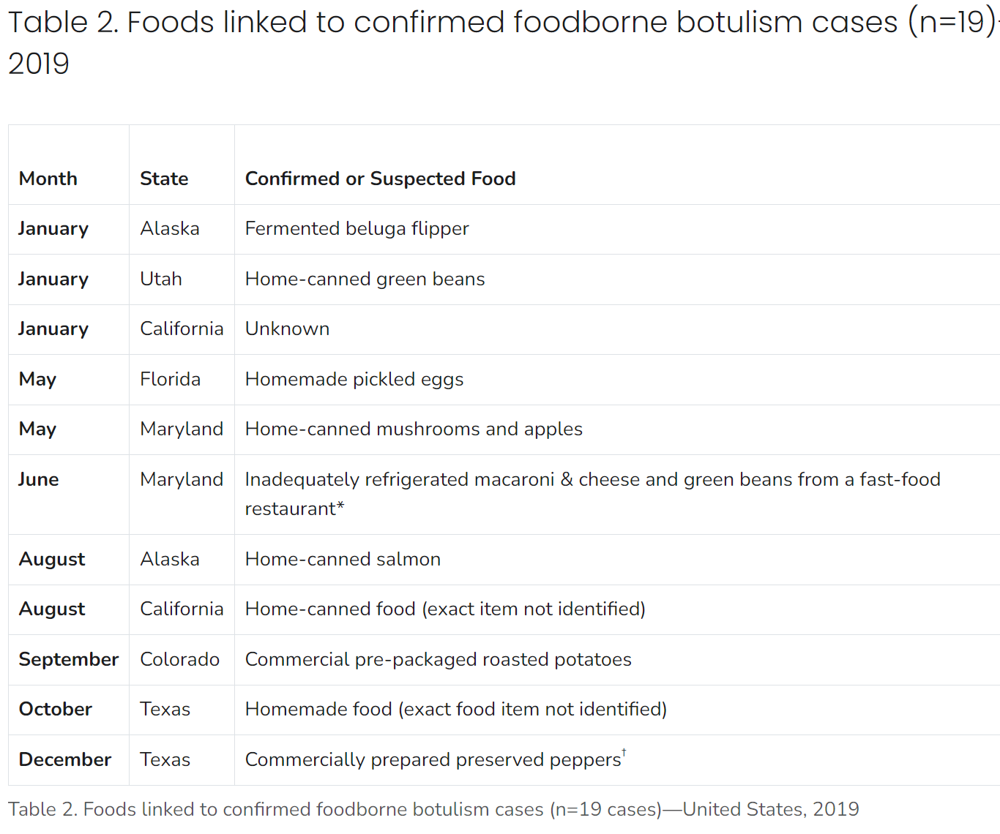 Table 2. Foods linked to confirmed foodborne botulism cases (n=19)-
2019
Month State Confirmed or Suspected Food
January Alaska Fermented beluga flipper
January Utah Home-canned green beans
January California Unknown
May Florida Homemade pickled eggs
May Maryland Home-canned mushrooms and apples
June Maryland Inadequately refrigerated macaroni & cheese and green beans from a fast-food
restaurant*
August Alaska Home-canned salmon
August California Home-canned food (exact item not identified)
September Colorado Commercial pre-packaged roasted potatoes
October Texas Homemade food (exact food item not identified)
December Texas Commercially prepared preserved peppers†
Table 2. Foods linked to confirmed foodborne botulism cases (n=19 cases)—United States, 2019